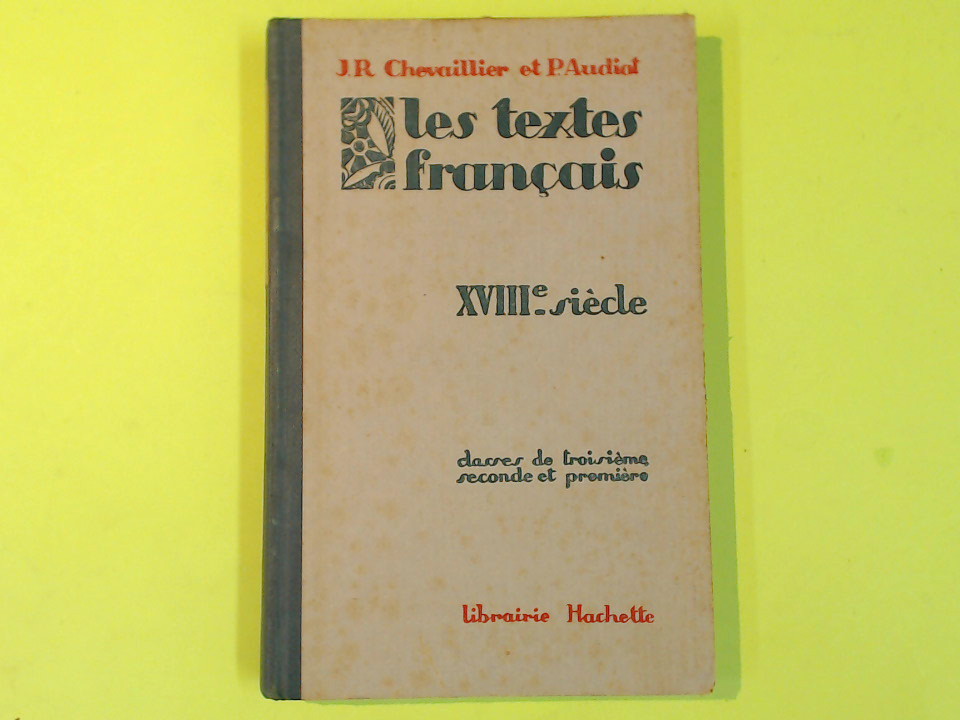 J.R Chevaillier et P.Audiat
les textes
français
XVIIIe siècle
classes de troisième
seconde et première
librairie Hachette